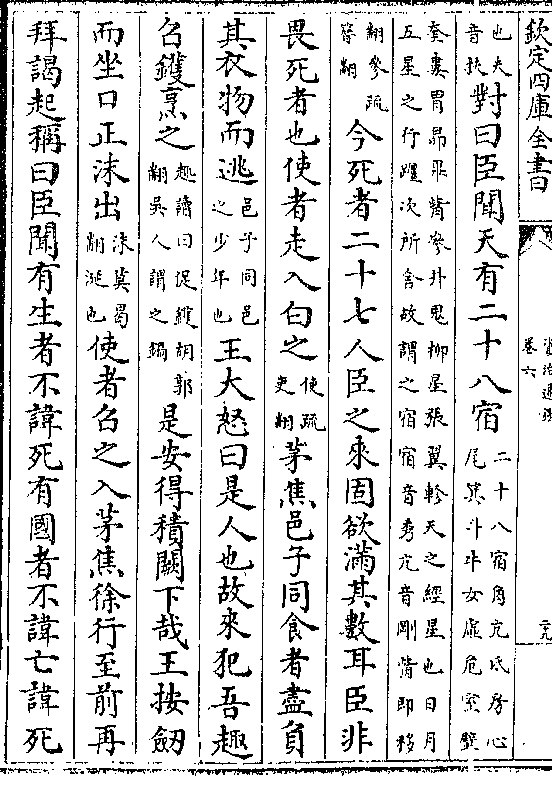 欽定四庫全書
資治通鑑
卷六
也夫
音扶
對曰臣聞天有二十八宿
二十八宿角亢氐房心
尾箕斗牛女虛危室壁
奎婁胃昴畢觜參井鬼柳星張翼軫天之經星也日月
五星之行躔次所舍故謂之宿宿音秀亢音剛觜即移
翻參疏
簪翻
今死者二十七人臣之來固欲滿其數耳臣非
畏死者也使者走入白之
使疏
吏翻
茅焦邑子同食者盡負
其衣物而逃
邑子同邑
之少年也
王大怒曰是人也故來犯吾趣
召鑊烹之
趣讀曰促鑊胡郭
翻吳人謂之鍋
是安得積闕下哉王按劒
而坐口正沫出
沫莫曷
翻涎也
使者召之入茅焦徐行至前再
拜謁起稱曰臣聞有生者不諱死有國者不諱亡諱死